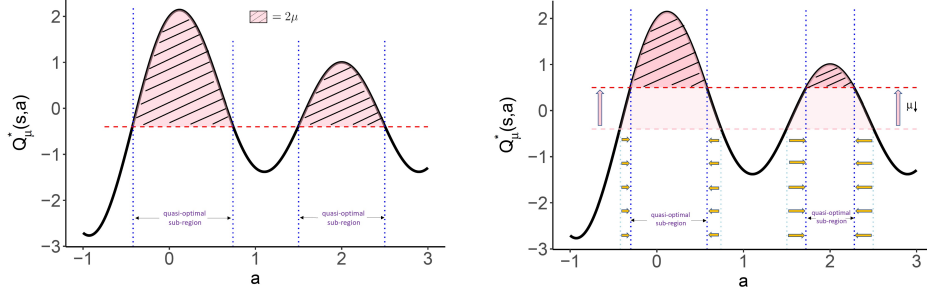 = 2μ
Q*μ(s,a)
2
1
0
−1
−2
−3
quasi-optimal
sub-region
quasi-optimal
sub-region
−1
0
1
2
3
a
Q*μ(s,a)
2
1
0
−1
−2
−3
μ↓
quasi-optimal
sub-region
quasi-optimal
sub-region
−1
0
1
2
3
a